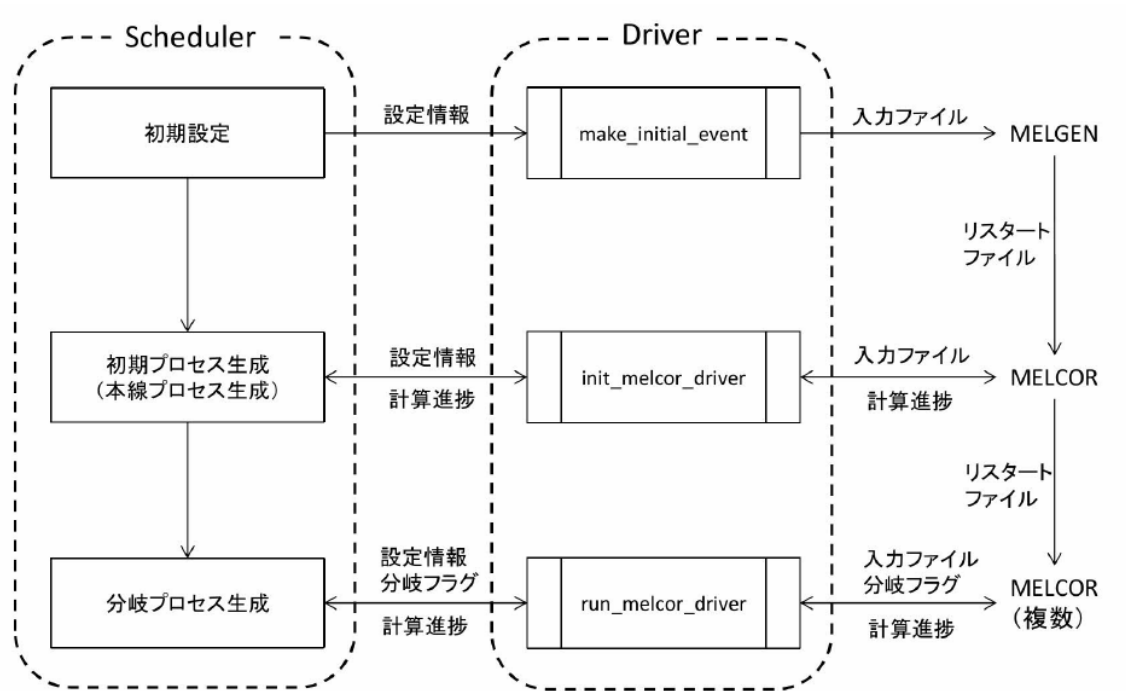 Scheduler
Driver
初期設定
設定情報
make_initial_event
入力ファイル
MELGEN
リスタート
ファイル
初期プロセス生成
（本線プロセス生成）
設定情報
計算進捗
init_melcor_driver
入力ファイル
計算進捗
MELCOR
リスタート
ファイル
分岐プロセス生成
設定情報
分岐フラグ
計算進捗
run_melcor_driver
入力ファイル
分岐フラグ
計算進捗
MELCOR
（複数）